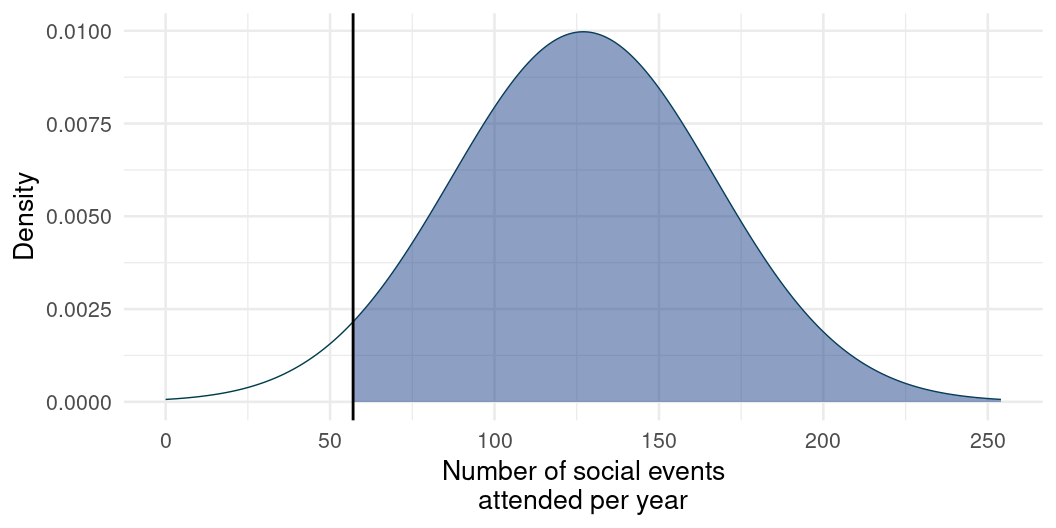 0.0100
0.0075
0.0050
0.0025
0.0000
Density
0 50 100 150 200 250
Number of social events
attended per year